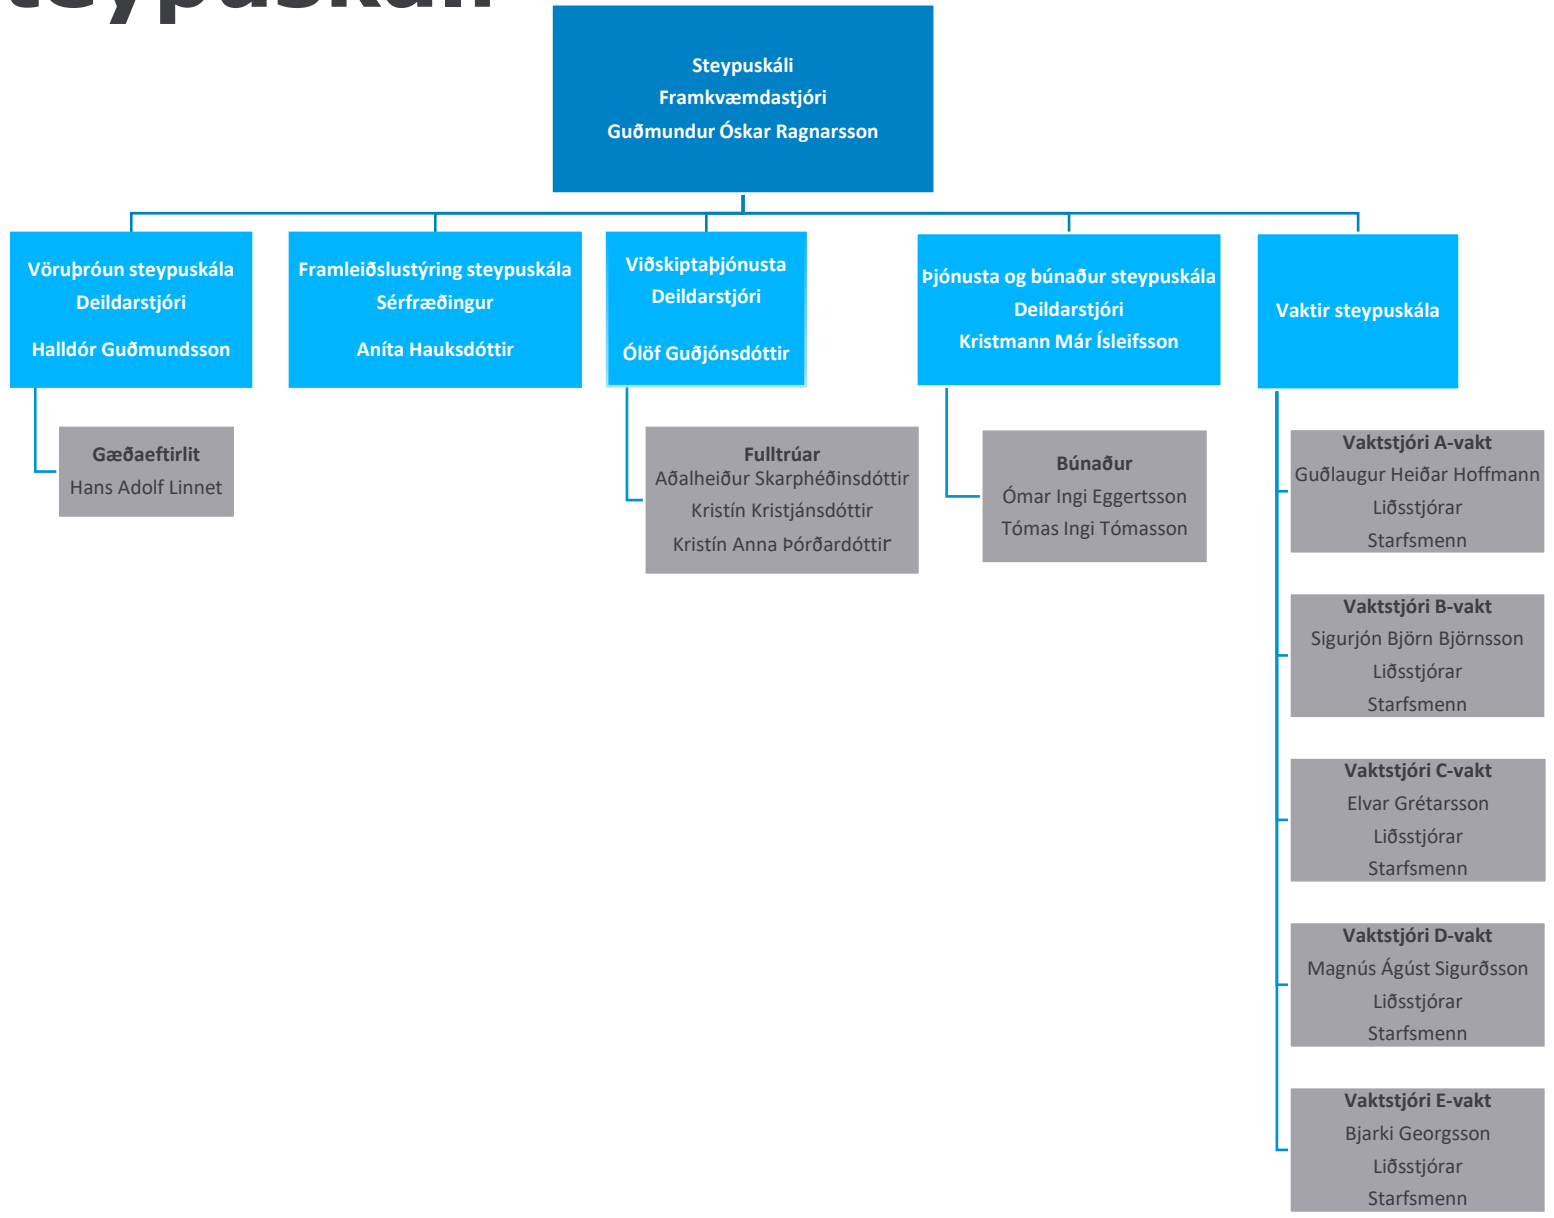 Steypuskáli
Framkvæmdastjóri
Guðmundur Óskar Ragnarsson
Vöruþróun steypuskála
Deildarstjóri
Halldór Guðmundsson
Framleiðslustýring steypuskála
Sérfræðingur
Aníta Hauksdóttir
Viðskiptaþjónusta
Deildarstjóri
Ólöf Guðjónsdóttir
Þjónusta og búnaður steypuskála
Deildarstjóri
Kristmann Már Ísleifsson
Vaktir steypuskála
Gæðaeftirlit
Hans Adolf Linnet
Fulltrúar
Aðalheiður Skarphéðinsdóttir
Kristín Kristjánsdóttir
Kristín Anna Þórðardóttir
Búnaður
Ómar Ingi Eggertsson
Tómas Ingi Tómasson
Vaktstjóri A-vakt
Guðlaugur Heiðar Hoffmann
Liðsstjórar
Starfsmenn
Vaktstjóri B-vakt
Sigurjón Björn Björnsson
Liðsstjórar
Starfsmenn
Vaktstjóri C-vakt
Elvar Grétarsson
Liðsstjórar
Starfsmenn
Vaktstjóri D-vakt
Magnús Ágúst Sigurðsson
Liðsstjórar
Starfsmenn
Vaktstjóri E-vakt
Bjarki Georgsson
Liðsstjórar
Starfsmenn